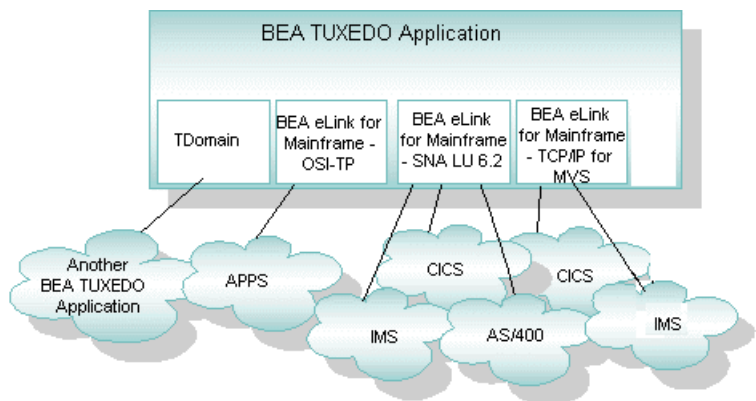 BEA TUXEDO Application
TDomain
BEA eLink for
Mainframe -
OSI-TP
BEA eLink
for Mainframe
- SNA LU 6.2
BEA eLink
for Mainframe
- TCP/IP for
MVS
Another
BEA TUXEDO
Application
APPS
CICS
CICS
IMS
AS/400
IMS